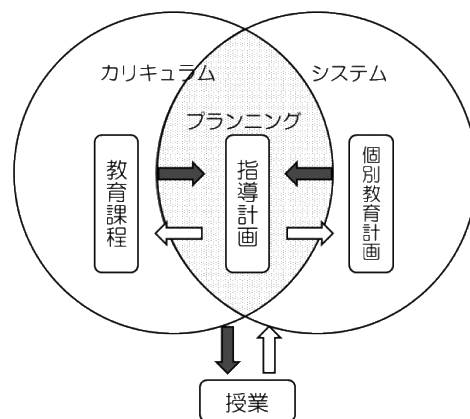 カリキュラム
システム
プランニング
教育課程
指導計画
個別教育計画
授業